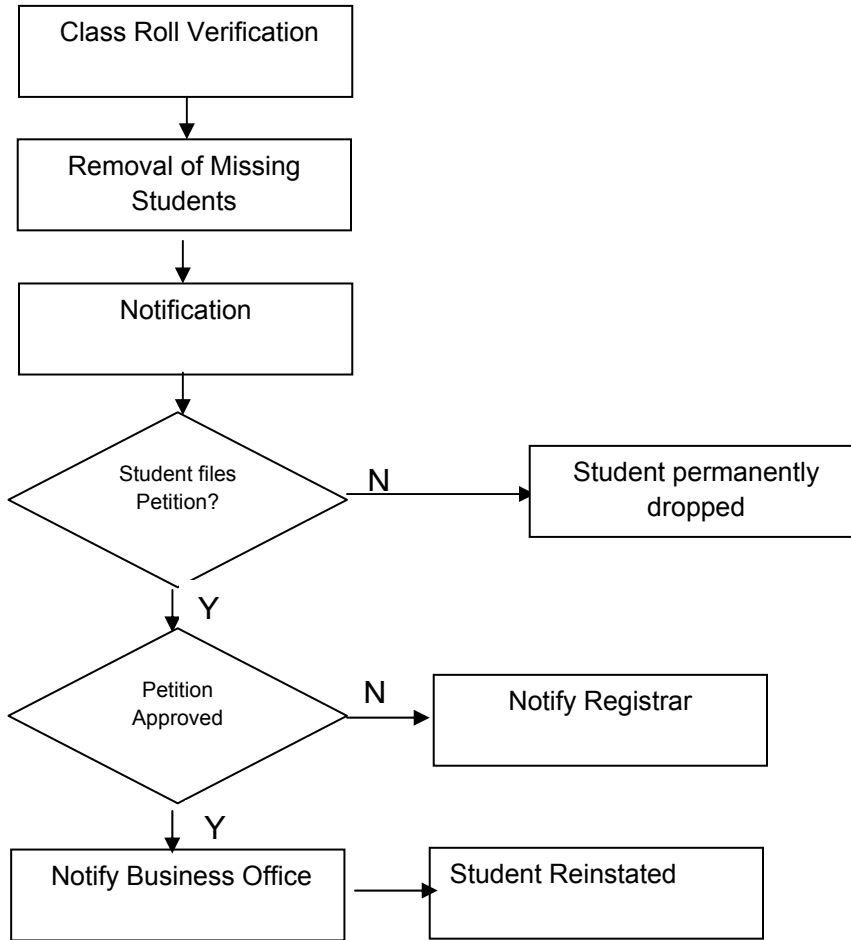 Class Roll Verification
Removal of Missing
Students
Notification
Student files
Petition?
N
Student permanently
dropped
Y
Petition
Approved
N
Notify Registrar
Y
Notify Business Office
Student Reinstated